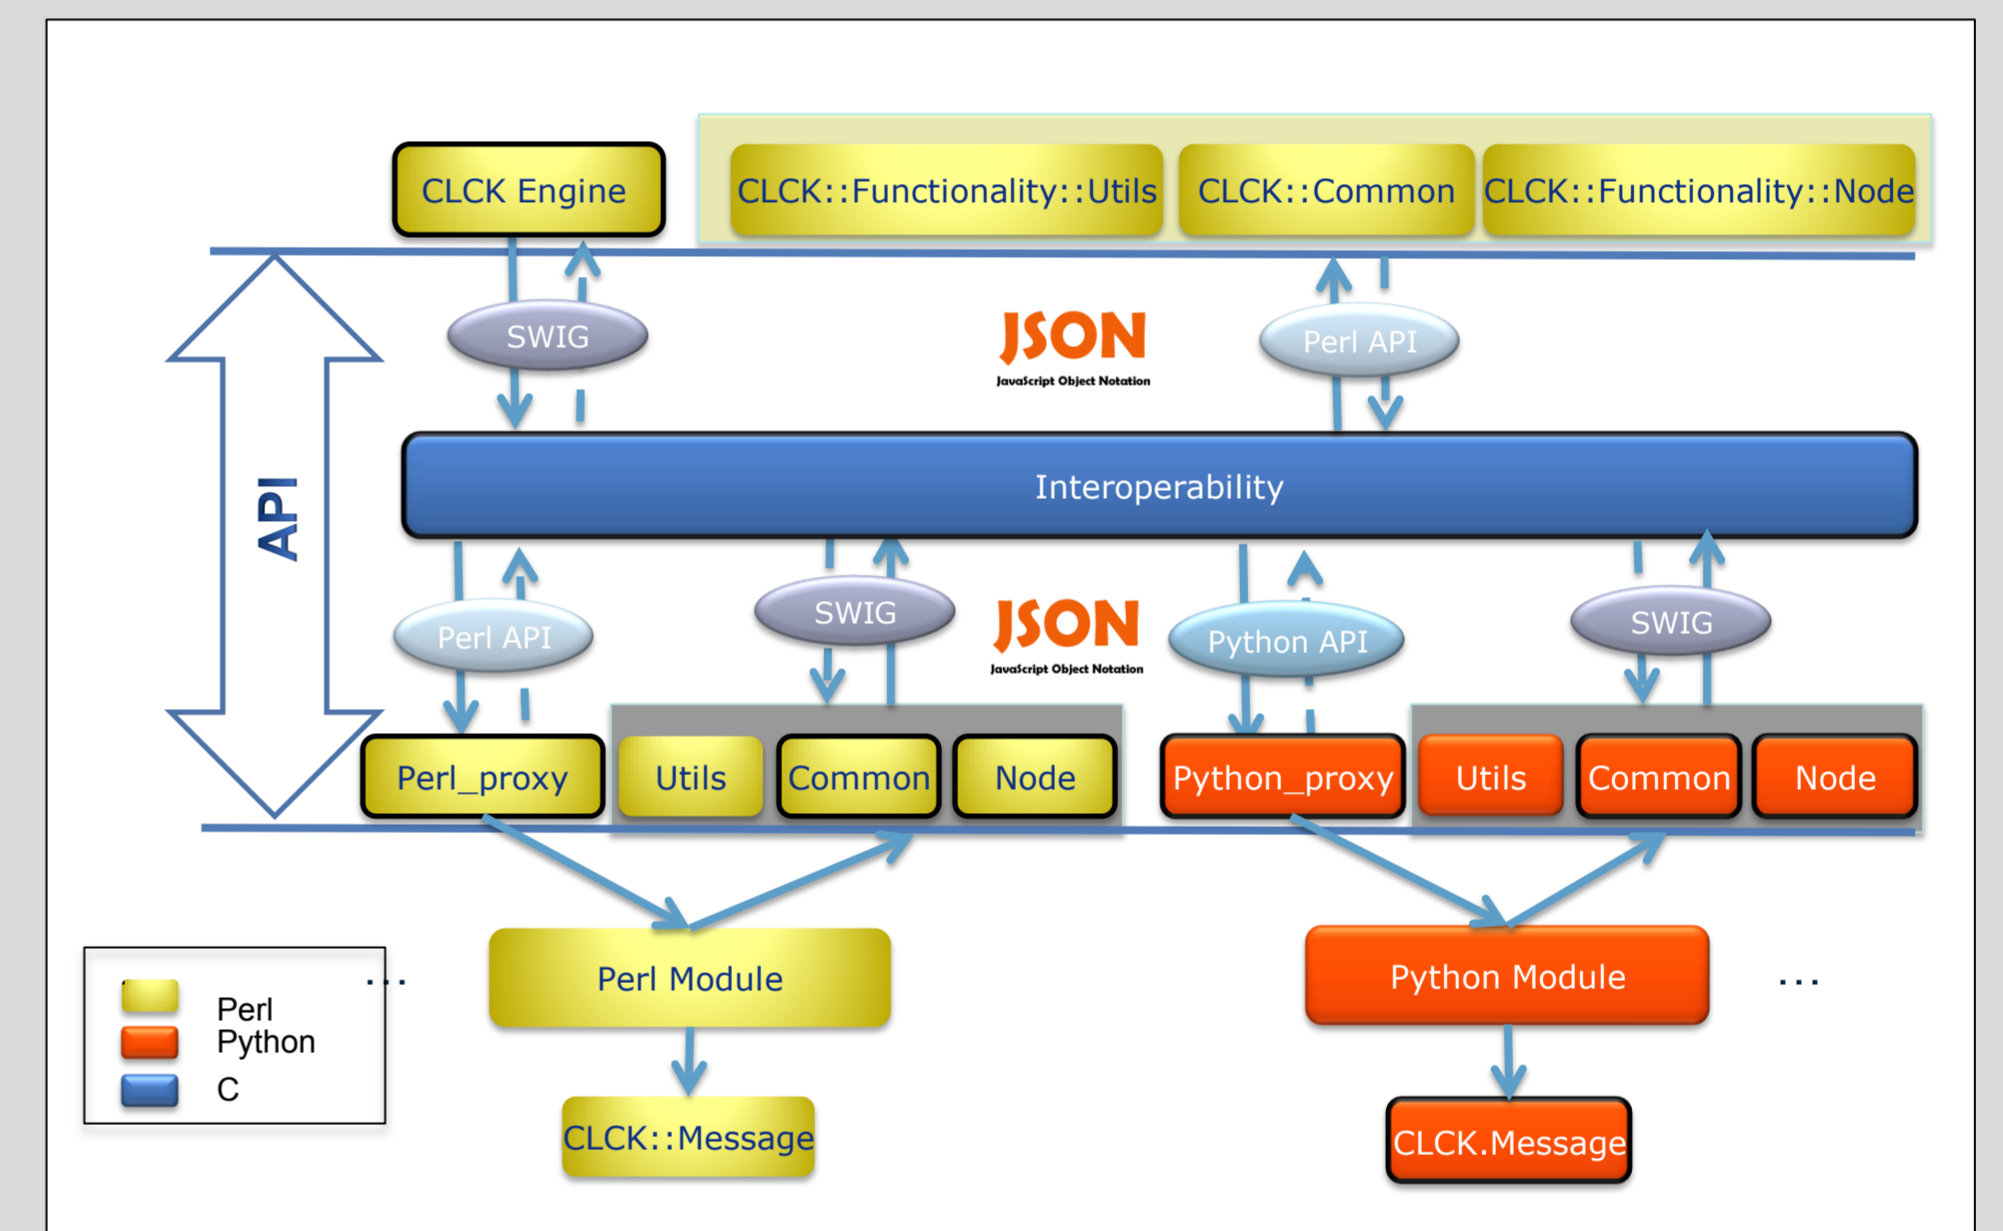 CLCK Engine
CLCK::Functionality::Utils
CLCK::Common
CLCK::Functionality::Node
SWIG
JSON
JavaScript Object Notation
Perl API
API
Interoperability
Perl API
SWIG
JSON
JavaScript Object Notation
Python API
SWIG
Perl_proxy
Utils
Common
Node
Python_proxy
Utils
Common
Node
...
Perl Module
Python Module
...
Perl
Python
C
CLCK::Message
CLCK.Message